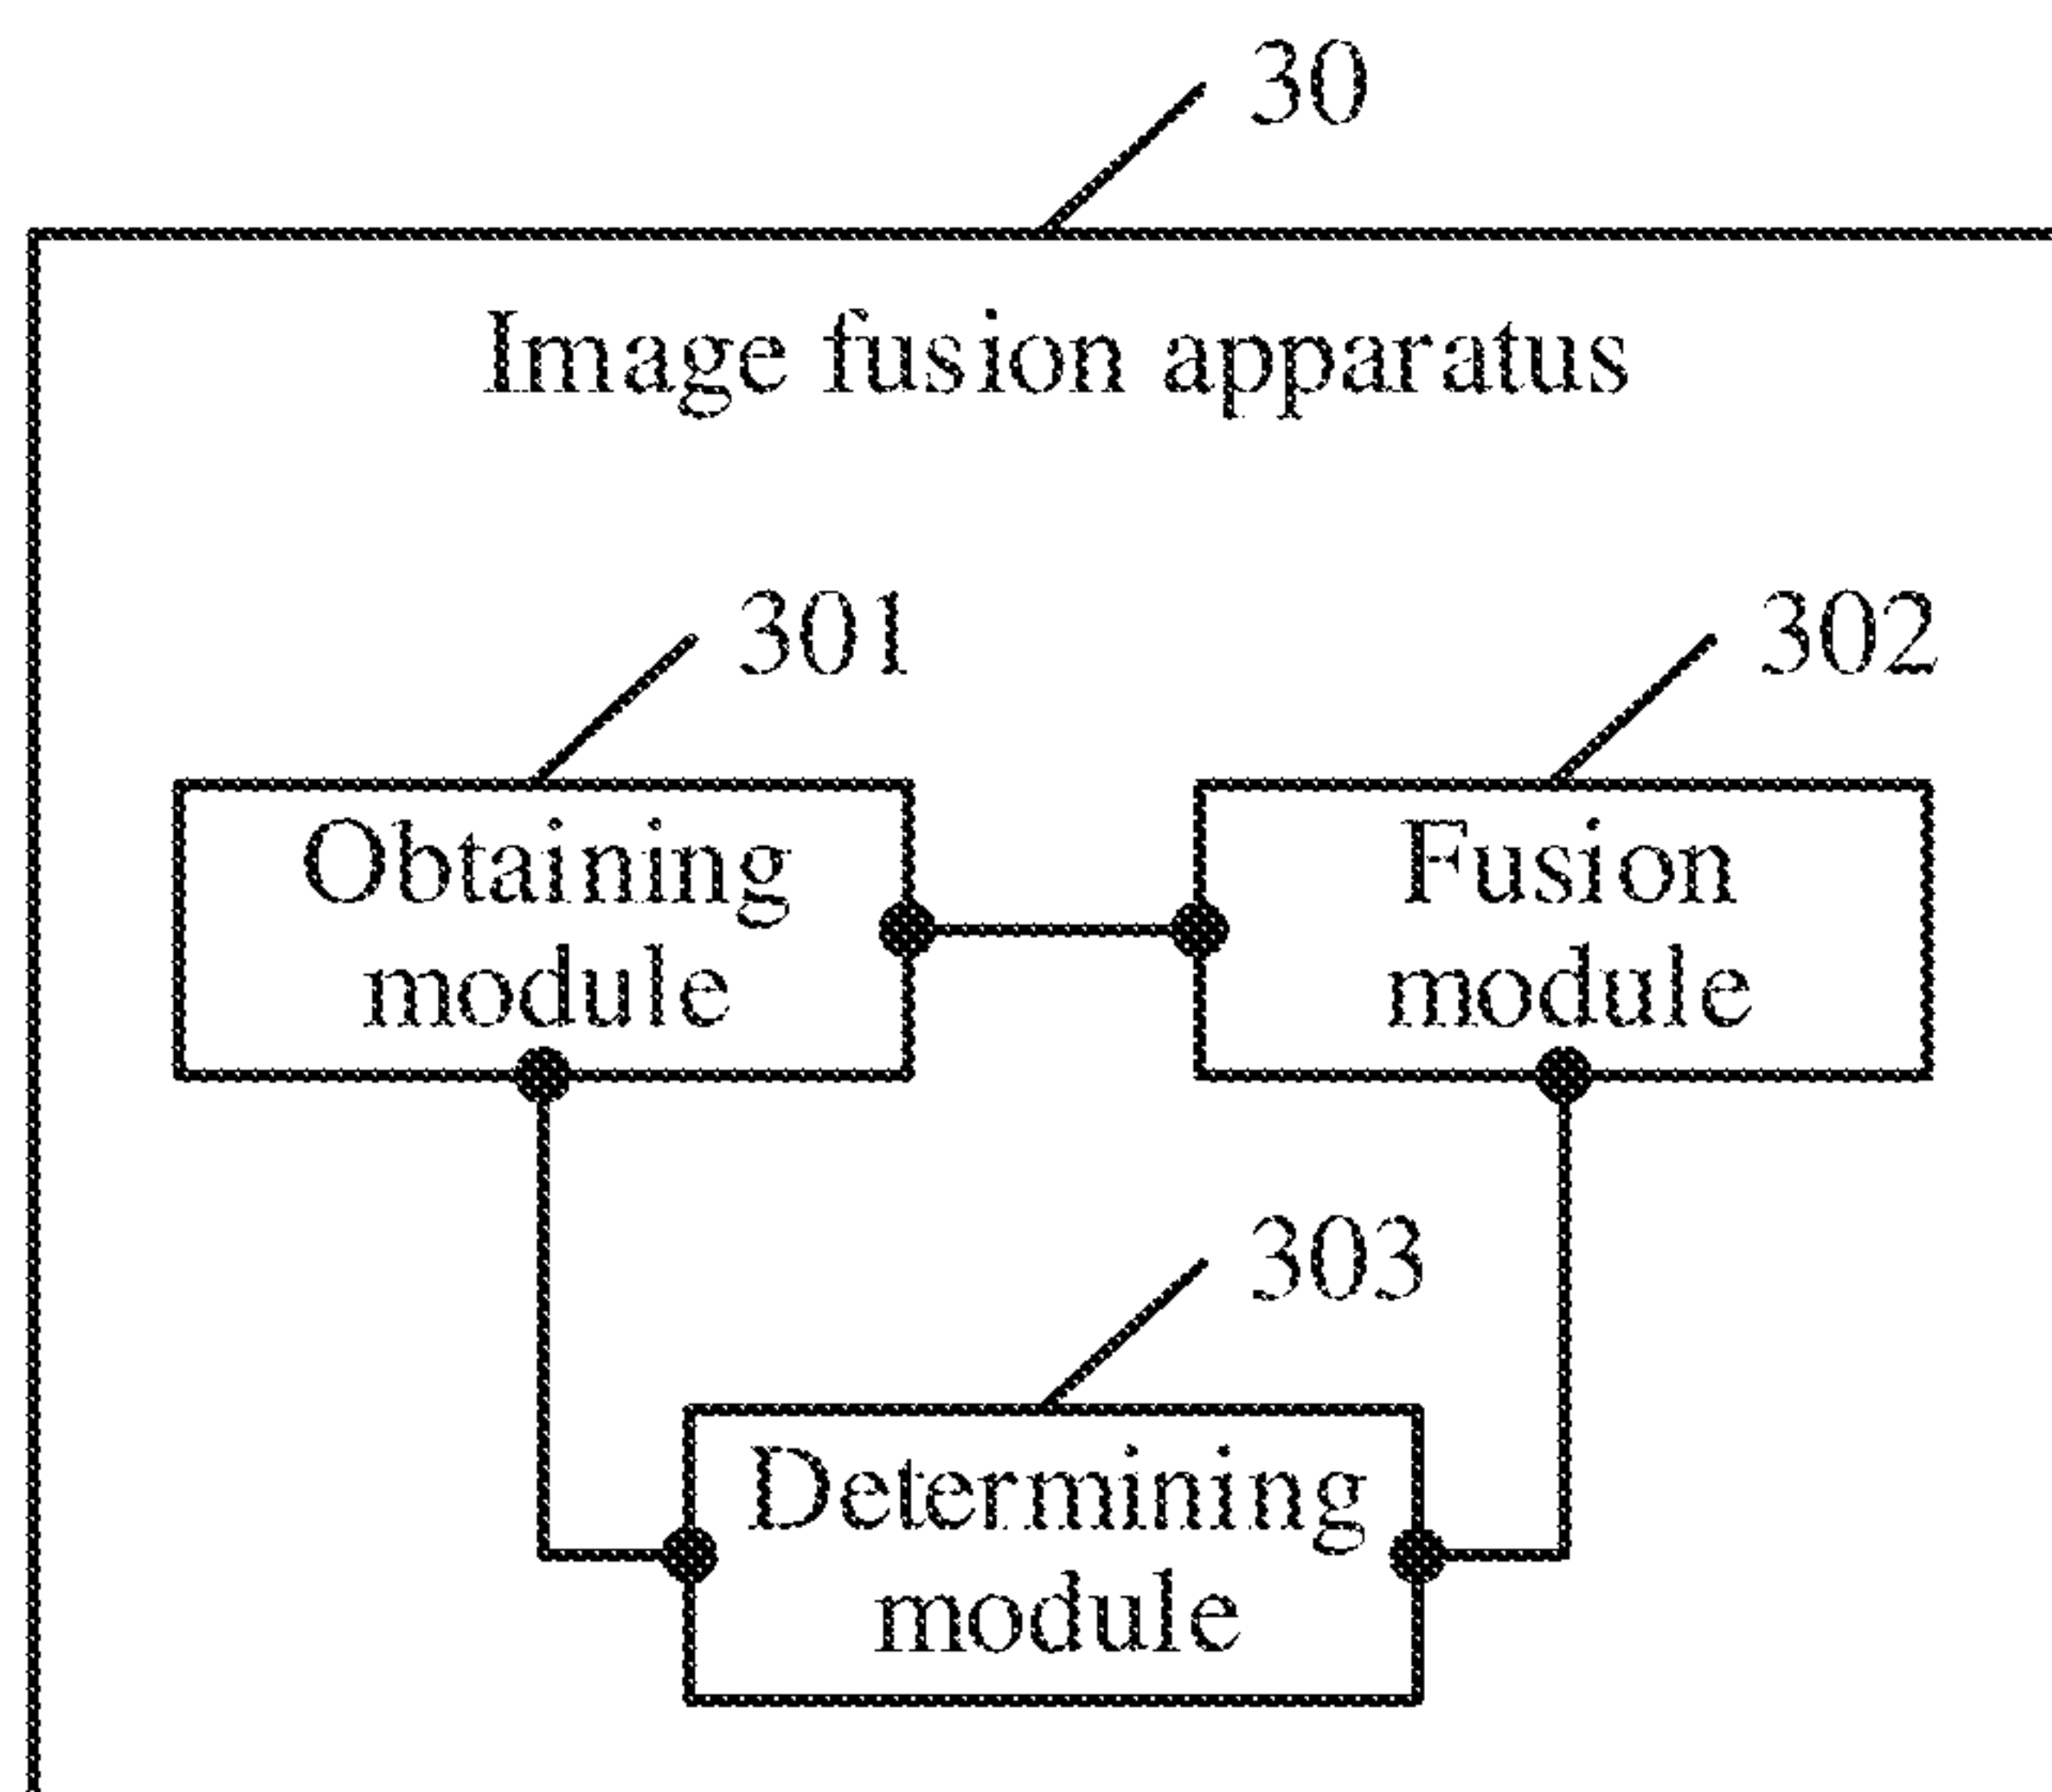 30
Image fusion apparatus
301
302
Obtaining
module
Fusion
module
303
Determining
module